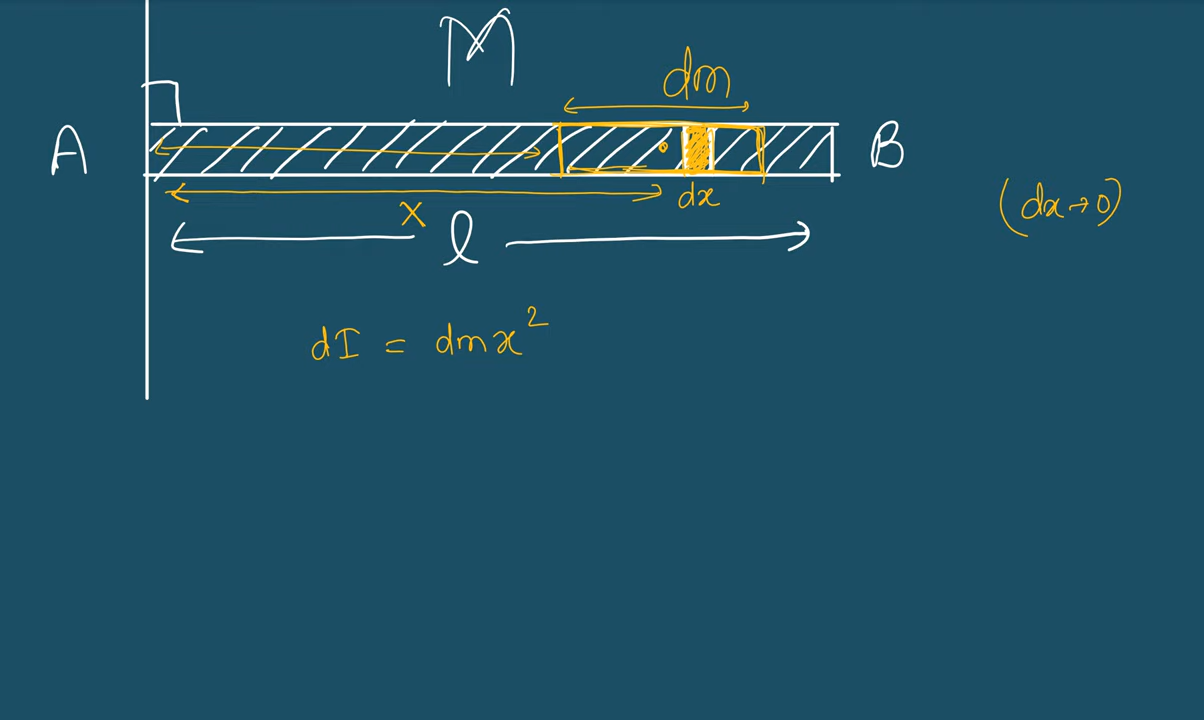 M
dm
A
B
dx
(dx→0)
x
l
dI = dmx²